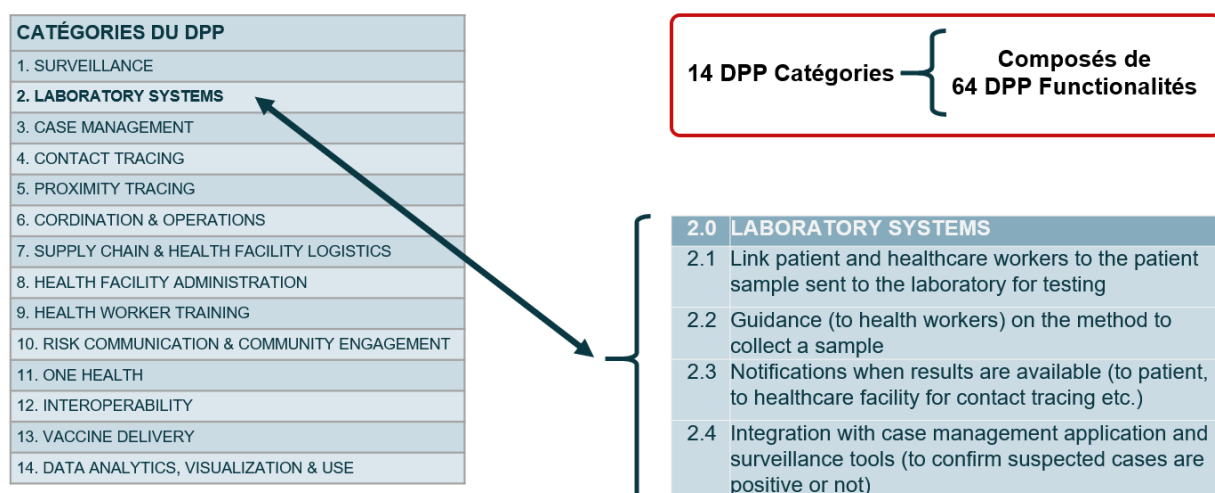 CATÉGORIES DU DPP
1. SURVEILLANCE
2. LABORATORY SYSTEMS
3. CASE MANAGEMENT
4. CONTACT TRACING
5. PROXIMITY TRACING
6. CORDINATION & OPERATIONS
7. SUPPLY CHAIN & HEALTH FACILITY LOGISTICS
8. HEALTH FACILITY ADMINISTRATION
9. HEALTH WORKER TRAINING
10. RISK COMMUNICATION & COMMUNITY ENGAGEMENT
11. ONE HEALTH
12. INTEROPERABILITY
13. VACCINE DELIVERY
14. DATA ANALYTICS, VISUALIZATION & USE
14 DPP Catégories
Composés de
64 DPP Functionalités
2.0 LABORATORY SYSTEMS
2.1 Link patient and healthcare workers to the patient
sample sent to the laboratory for testing
2.2 Guidance (to health workers) on the method to
collect a sample
2.3 Notifications when results are available (to patient,
to healthcare facility for contact tracing etc.)
2.4 Integration with case management application and
surveillance tools (to confirm suspected cases are
positive or not)